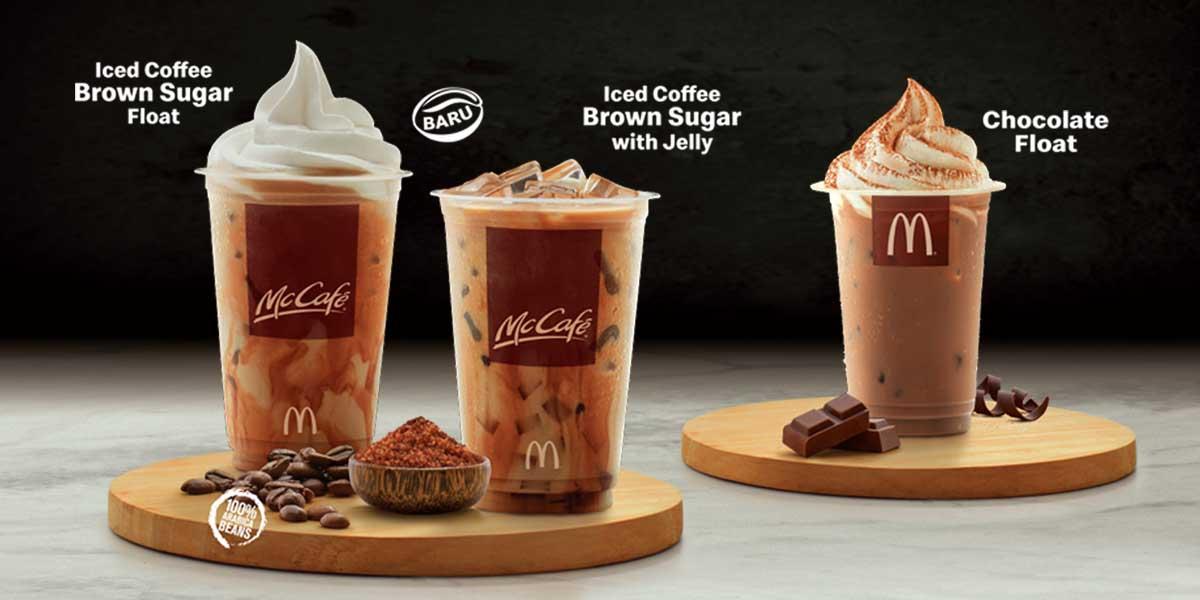 Iced Coffee
Brown Sugar
Float
BARU
Iced Coffee
Brown Sugar
with Jelly
Chocolate
Float
McCafé
McCafé
M
M
M
100%
ARABICA
BEANS